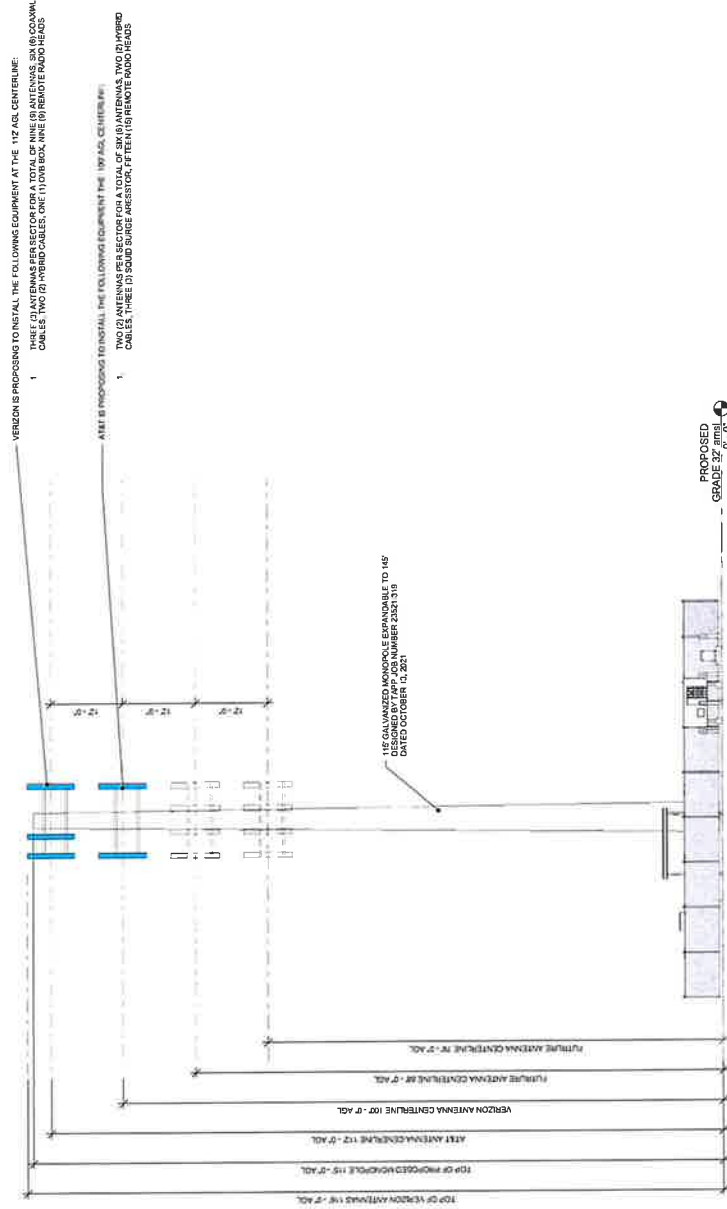 VERIZON IS PROPOSING TO INSTALL THE FOLLOWING EQUIPMENT AT THE 112' AGL CENTERLINE:
1 THREE (3) ANTENNAS PER SECTOR FOR A TOTAL OF NINE (9) ANTENNAS, SIX (6) COAXIAL
CABLES, TWO (2) HYBRID CABLES, ONE (1) OVB BOX, NINE (9) REMOTE RADIO HEADS
AT&T IS PROPOSING TO INSTALL THE FOLLOWING EQUIPMENT THE 100' AGL CENTERLINE:
1. TWO (2) ANTENNAS PER SECTOR FOR A TOTAL OF SIX (6) ANTENNAS, TWO (2) HYBRID
CABLES, THREE (3) SQUID SURGE ARESSTOR, FIFTEEN (15) REMOTE RADIO HEADS
12' - 0"
12' - 0"
12' - 0"
115' GALVANIZED MONOPOLE EXPANDABLE TO 145'
DESIGNED BY TAPP JOB NUMBER 23521-319
DATED OCTOBER 13, 2021
PROPOSED
GRADE 32' amsl
0' - 0"
TOP OF VERIZON ANTENNAS 116' - 0" AGL
TOP OF PROPOSED MONOPOLE 115' - 0" AGL
AT&T ANTENNA CENERLINE 112' - 0" AGL
VERIZON ANTENNA CENTERLINE 100' - 0" AGL
FUTRURE ANTENNA CENTERLINE 88' - 0" AGL
FUTRURE ANTENNA CENTERLINE 76' - 0" AGL